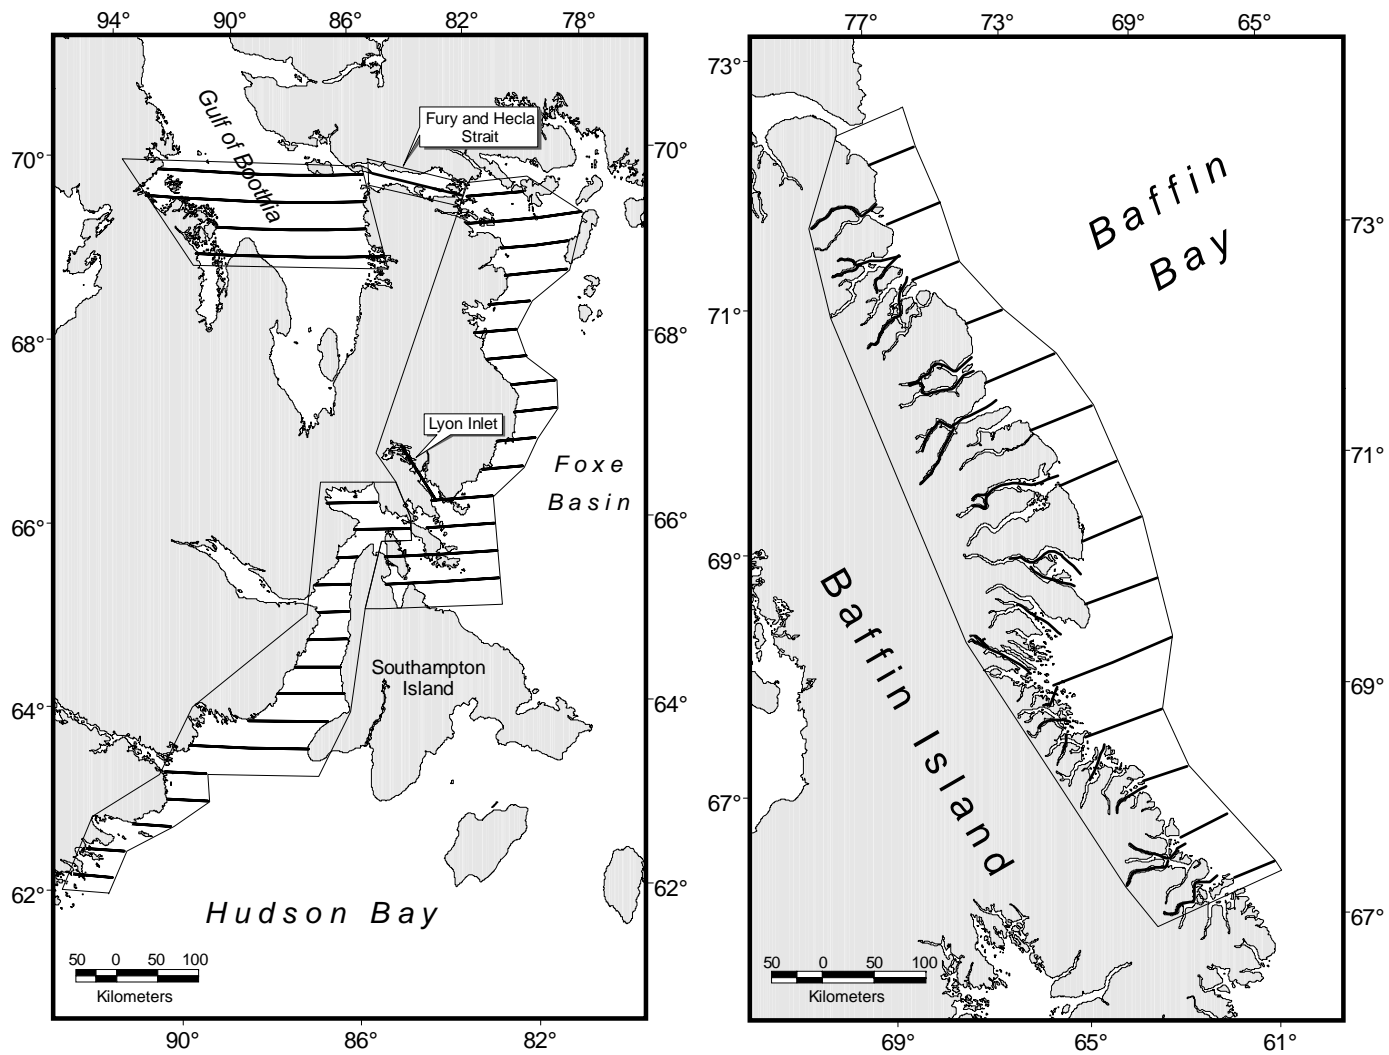 94° 90° 86° 82° 78°
77° 73° 69° 65°
73°
Gulf of Boothia
Fury and Hecla
Strait
70°
70°
Baffin
Bay
73°
71°
68°
68°
Lyon Inlet
Foxe
Basin
71°
66°
66°
69°
Baffin Island
Southampton
Island
69°
64°
64°
67°
62°
62°
Hudson Bay
67°
50 0 50 100
Kilometers
50 0 50 100
Kilometers
90° 86° 82°
69° 65° 61°